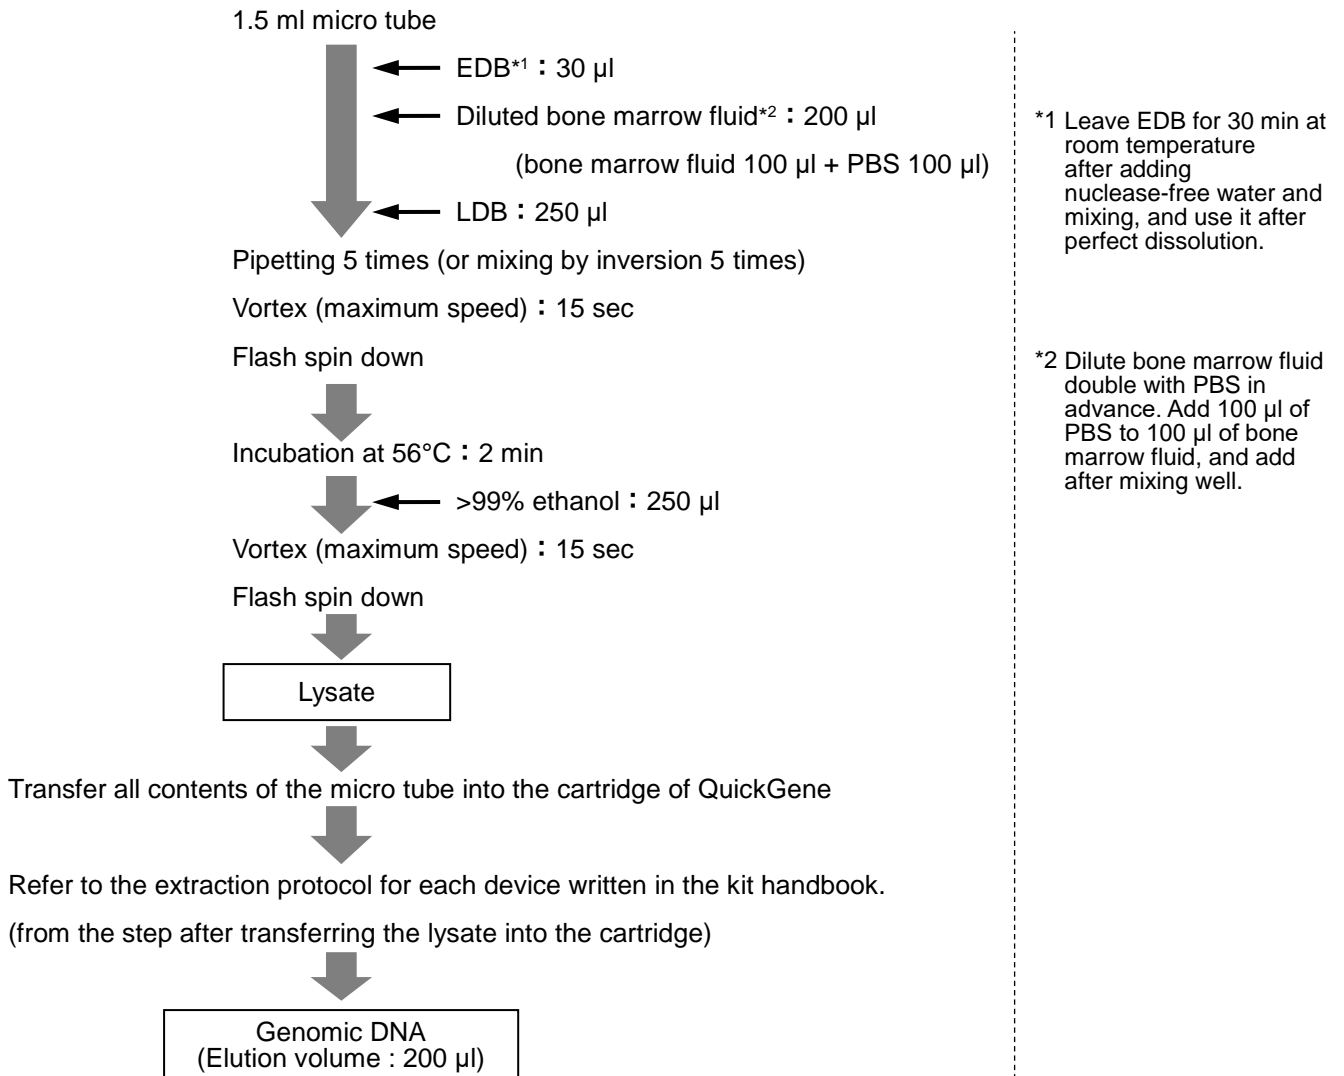 1.5 ml micro tube
EDB*1：30 µl
Diluted bone marrow fluid*2：200 µl
(bone marrow fluid 100 µl + PBS 100 µl)
LDB：250 µl
Pipetting 5 times (or mixing by inversion 5 times)
Vortex (maximum speed)：15 sec
Flash spin down
Incubation at 56°C：2 min
>99% ethanol：250 µl
Vortex (maximum speed)：15 sec
Flash spin down
Lysate
Transfer all contents of the micro tube into the cartridge of QuickGene
Refer to the extraction protocol for each device written in the kit handbook.
(from the step after transferring the lysate into the cartridge)
Genomic DNA
(Elution volume : 200 µl)
*1 Leave EDB for 30 min at
room temperature
after adding
nuclease-free water and
mixing, and use it after
perfect dissolution.
*2 Dilute bone marrow fluid
double with PBS in
advance. Add 100 µl of
PBS to 100 µl of bone
marrow fluid, and add
after mixing well.